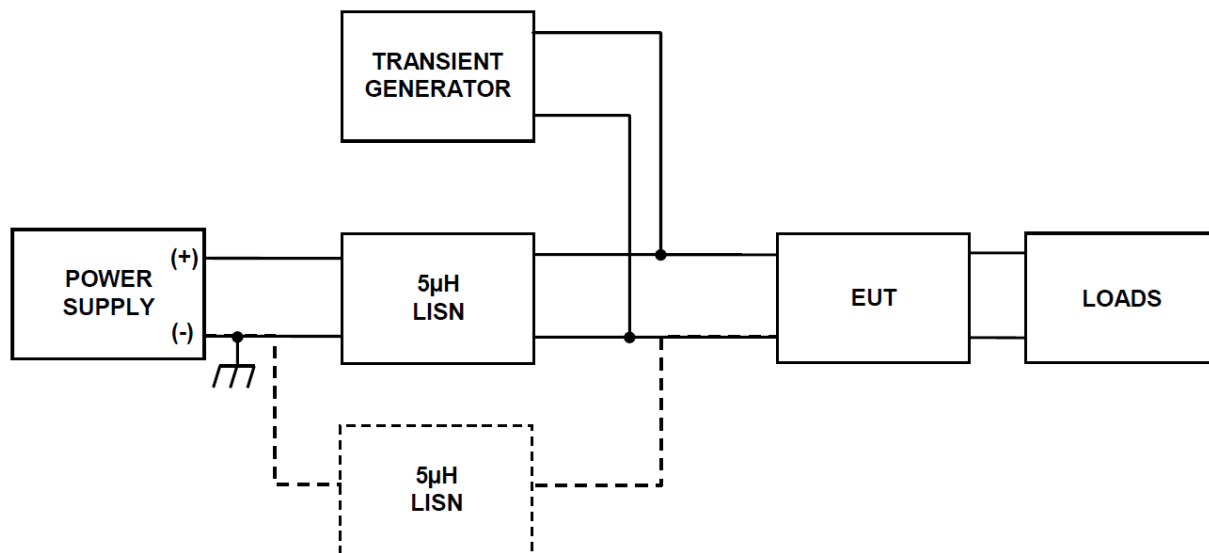 TRANSIENT
GENERATOR
POWER
SUPPLY
(+)
(-)
5µH
LISN
EUT
LOADS
5µH
LISN